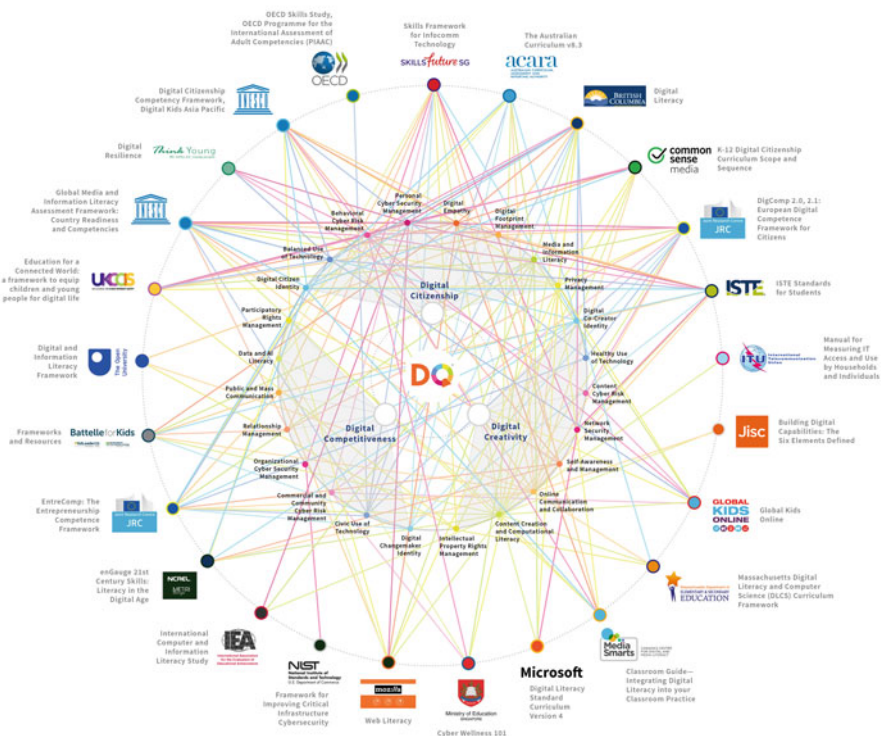 OECD Skills Study,
OECD Programme for the
International Assessment of
Adult Competencies (PIAAC)
OECD
Skills Framework
for Infocomm
Technology
SKILLS future SG
The Australian
Curriculum v8.3
acara
BRITISH
COLUMBIA
Digital
Literacy
common
sense
media
K-12 Digital Citizenship
Curriculum Scope and
Sequence
JRC
DigComp 2.0, 2.1:
European Digital
Competence
Framework for
Citizens
ISTE
ISTE Standards
for Students
ITU
International
Telecommunication
Union
Manual for
Measuring IT
Access and Use
by Households
and Individuals
Jisc
Building Digital
Capabilities: The
Six Elements Defined
GLOBAL
KIDS
ONLINE
Global Kids
Online
ELEMENTARY & SECONDARY
EDUCATION
Massachusetts Digital
Literacy and Computer
Science (DLCS) Curriculum
Framework
Media
Smarts
Classroom Guide—
Integrating Digital
Literacy into your
Classroom Practice
Microsoft
Digital Literacy
Standard
Curriculum
Version 4
Ministry of Education
SINGAPORE
Cyber Wellness 101
mozilla
Web Literacy
NIST
National Institute of
Standards and Technology
U.S. Department of Commerce
Framework for
Improving Critical
Infrastructure
Cybersecurity
IEA
International
Computer and
Information
Literacy Study
NCREL
enGauge 21st
Century Skills:
Literacy in the
Digital Age
JRC
EntreComp: The
Entrepreneurship
Competence
Framework
BattelleforKids
Frameworks
and Resources
The Open
University
Digital and
Information
Literacy
Framework
UKCCIS
Education for a
Connected World:
a framework to equip
children and young
people for digital life
Global Media and
Information Literacy
Assessment Framework:
Country Readiness
and Competencies
Think Young
Digital
Resilience
Digital Citizenship
Competency Framework,
Digital Kids Asia Pacific
Personal
Cyber Security
Management
Digital
Empathy
Digital
Footprint
Management
Media and
Information
Literacy
Privacy
Management
Digital
Co-Creator
Identity
Healthy Use of
Technology
Content
Cyber Risk
Management
Network
Security
Management
Self-Awareness
and Management
Online
Communication
and Collaboration
Content Creation
and Computational
Literacy
Intellectual
Property Rights
Management
Digital
Changemaker
Identity
Civic Use of
Technology
Commercial and
Community
Cyber Risk
Management
Organizational
Cyber Security
Management
Relationship
Management
Public and Mass
Communication
Data and AI
Literacy
Participatory
Rights
Management
Digital Citizen
Identity
Balanced Use
of Technology
Behavioral
Cyber Risk
Management
Digital
Citizenship
DQ
Digital
Competitiveness
Digital
Creativity